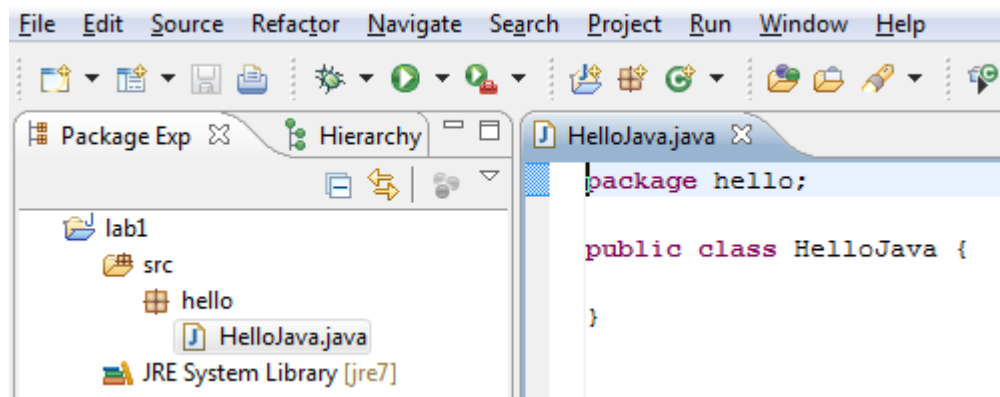 File Edit Source Refactor Navigate Search Project Run Window Help
Package Exp Hierarchy
lab1
src
hello
HelloJava.java
JRE System Library [jre7]
HelloJava.java
package hello;
public class HelloJava {
}